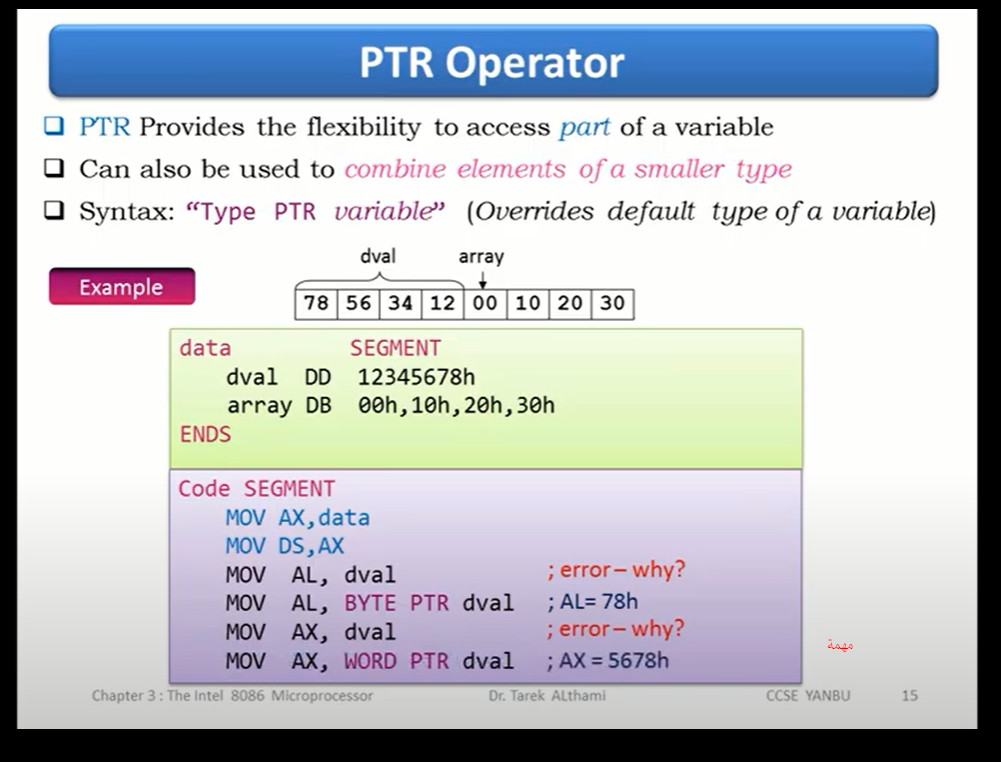 PTR Operator
PTR Provides the flexibility to access part of a variable
Can also be used to combine elements of a smaller type
Syntax: “Type PTR variable” (Overrides default type of a variable)
dval array
Example
78 56 34 12 00 10 20 30
data SEGMENT
dval DD 12345678h
array DB 00h,10h,20h,30h
ENDS
Code SEGMENT
MOV AX,data
MOV DS,AX
MOV AL, dval ; error – why?
MOV AL, BYTE PTR dval ; AL= 78h
MOV AX, dval ; error – why?
MOV AX, WORD PTR dval ; AX = 5678h
مهمة
Chapter 3 : The Intel 8086 Microprocessor Dr. Tarek ALthami CCSE YANBU 15